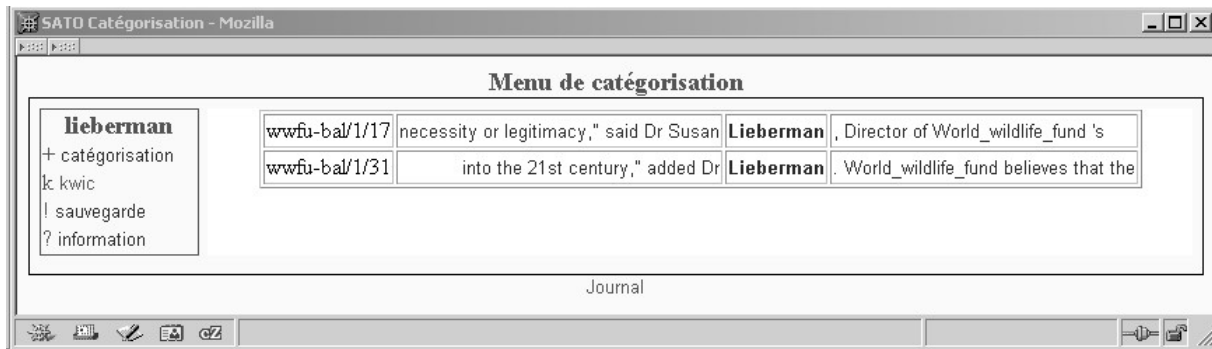 SATO Catégorisation - Mozilla
Menu de catégorisation
lieberman
+ catégorisation
k kwic
! sauvegarde
? information
wwfu-bal/1/17 necessity or legitimacy," said Dr Susan Lieberman , Director of World_wildlife_fund 's
wwfu-bal/1/31 into the 21st century," added Dr Lieberman . World_wildlife_fund believes that the
Journal